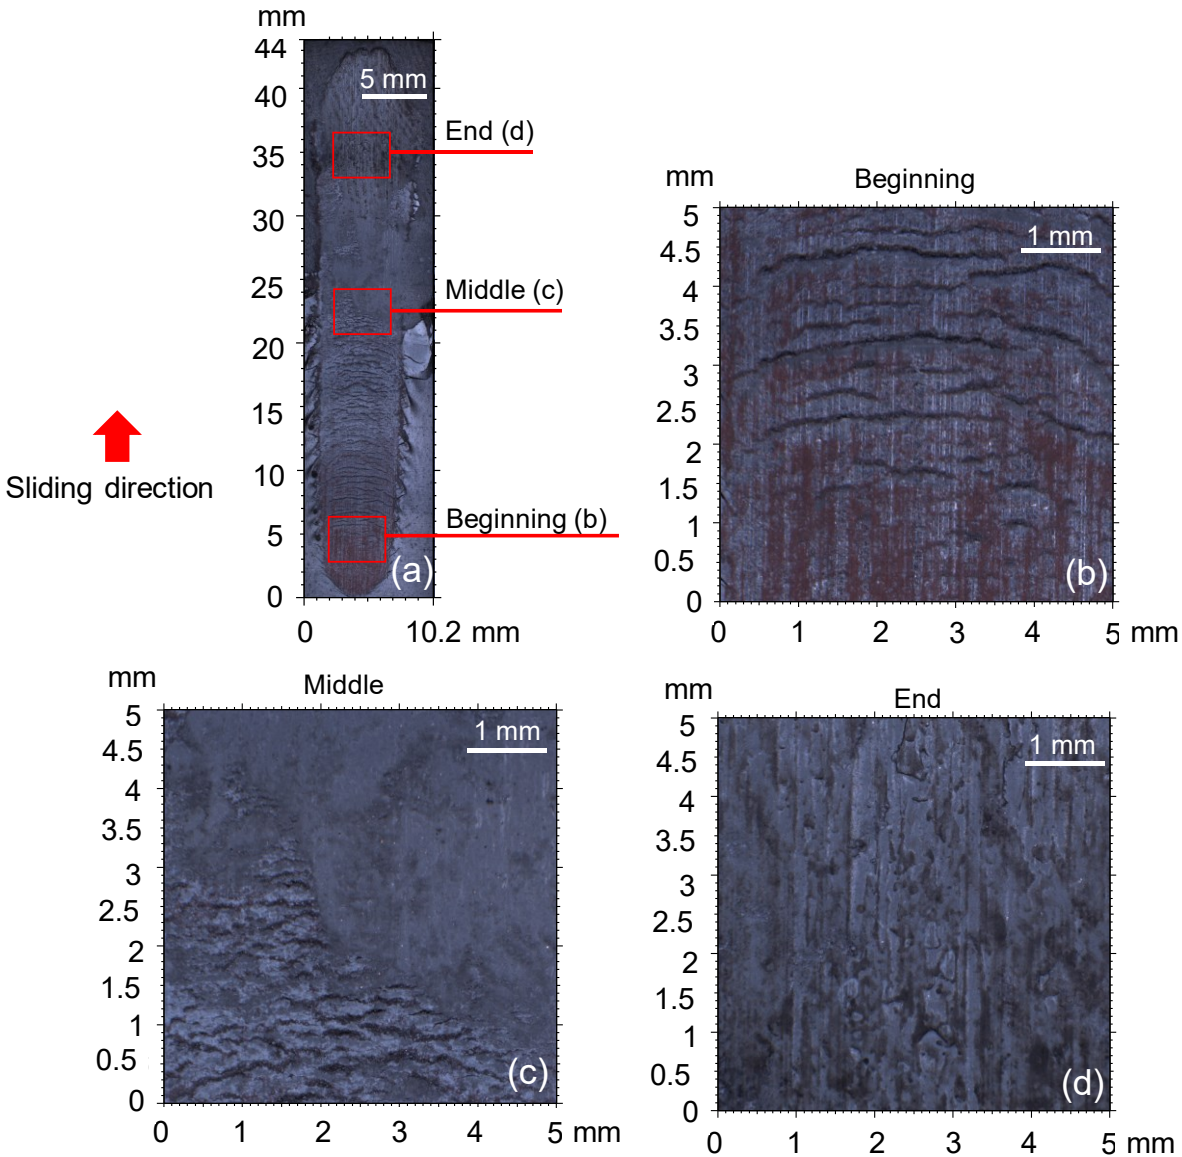 mm
44
40
35
30
25
20
15
10
5
0
0
10.2 mm
5 mm
End (d)
Middle (c)
Beginning (b)
(a)
Sliding direction
mm
Beginning
5
4.5
4
3.5
3
2.5
2
1.5
1
0.5
0
1 mm
(b)
0 1 2 3 4 5 mm
mm
Middle
5
4.5
4
3.5
3
2.5
2
1.5
1
0.5
0
1 mm
(c)
0 1 2 3 4 5 mm
mm
End
5
4.5
4
3.5
3
2.5
2
1.5
1
0.5
0
1 mm
(d)
0 1 2 3 4 5 mm